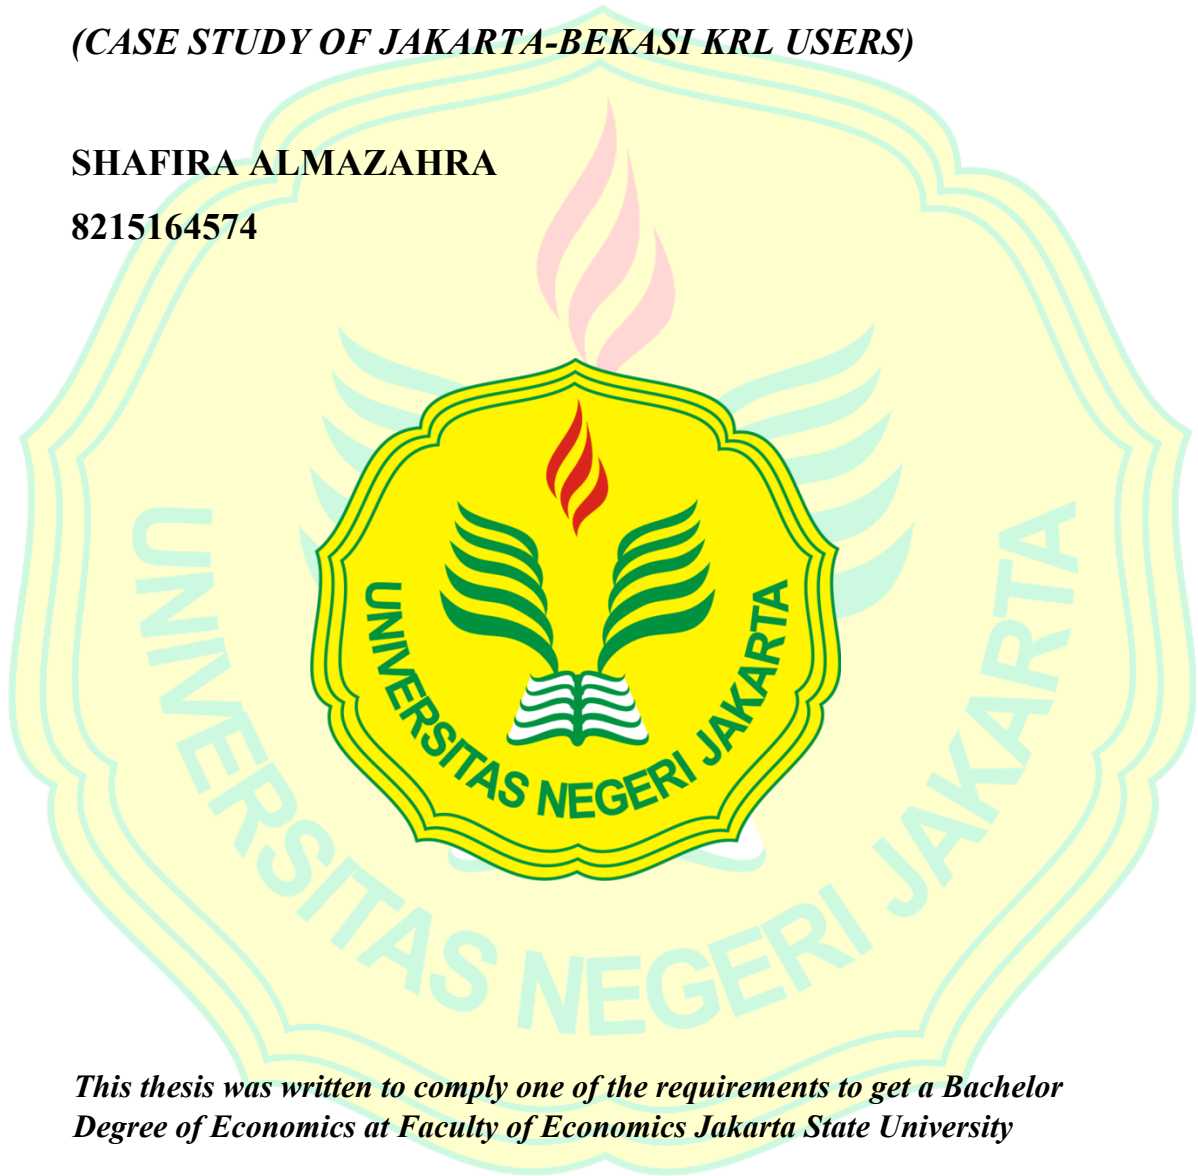 (CASE STUDY OF JAKARTA-BEKASI KRL USERS)
SHAFIRA ALMAZAHRA
8215164574
UNIVERSITAS NEGERI JAKARTA
UNIVERSITAS NEGERI JAKARTA
This thesis was written to comply one of the requirements to get a Bachelor
Degree of Economics at Faculty of Economics Jakarta State University